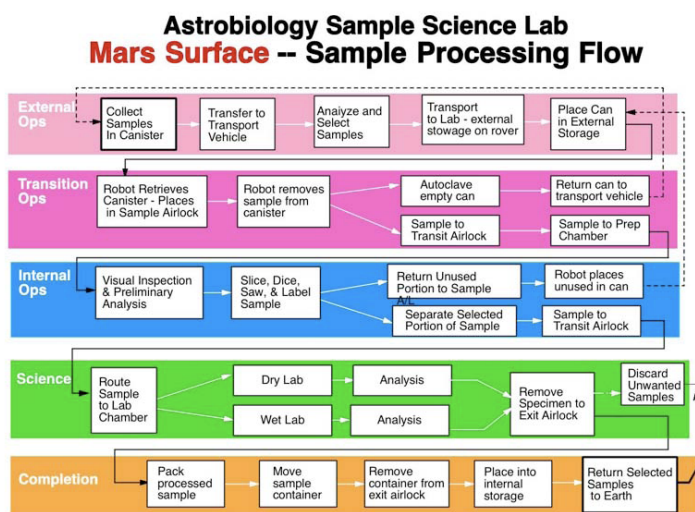 Astrobiology Sample Science Lab
Mars Surface -- Sample Processing Flow
External
Ops
Collect
Samples
In Canister
Transfer to
Transport
Vehicle
Anaiyze and
Select
Samples
Transport
to Lab - external
stowage on rover
Place Can
in External
Storage
Transition
Ops
Robot Retrieves
Canister - Places
in Sample Airlock
Robot removes
sample from
canister
Autoclave
empty can
Return can to
transport vehicle
Sample to
Transit Airlock
Sample to Prep
Chamber
Internal
Ops
Visual Inspection
& Preliminary
Analysis
Slice, Dice,
Saw, & Label
Sample
Return Unused
Portion to Sample
A/L
Robot places
unused in can
Separate Selected
Portion of Sample
Sample to
Transit Airlock
Science
Route
Sample
to Lab
Chamber
Dry Lab
Analysis
Wet Lab
Analysis
Remove
Specimen to
Exit Airlock
Discard
Unwanted
Samples
Completion
Pack
processed
sample
Move
sample
container
Remove
container from
exit airlock
Place into
internal
storage
Return Selected
Samples
to Earth